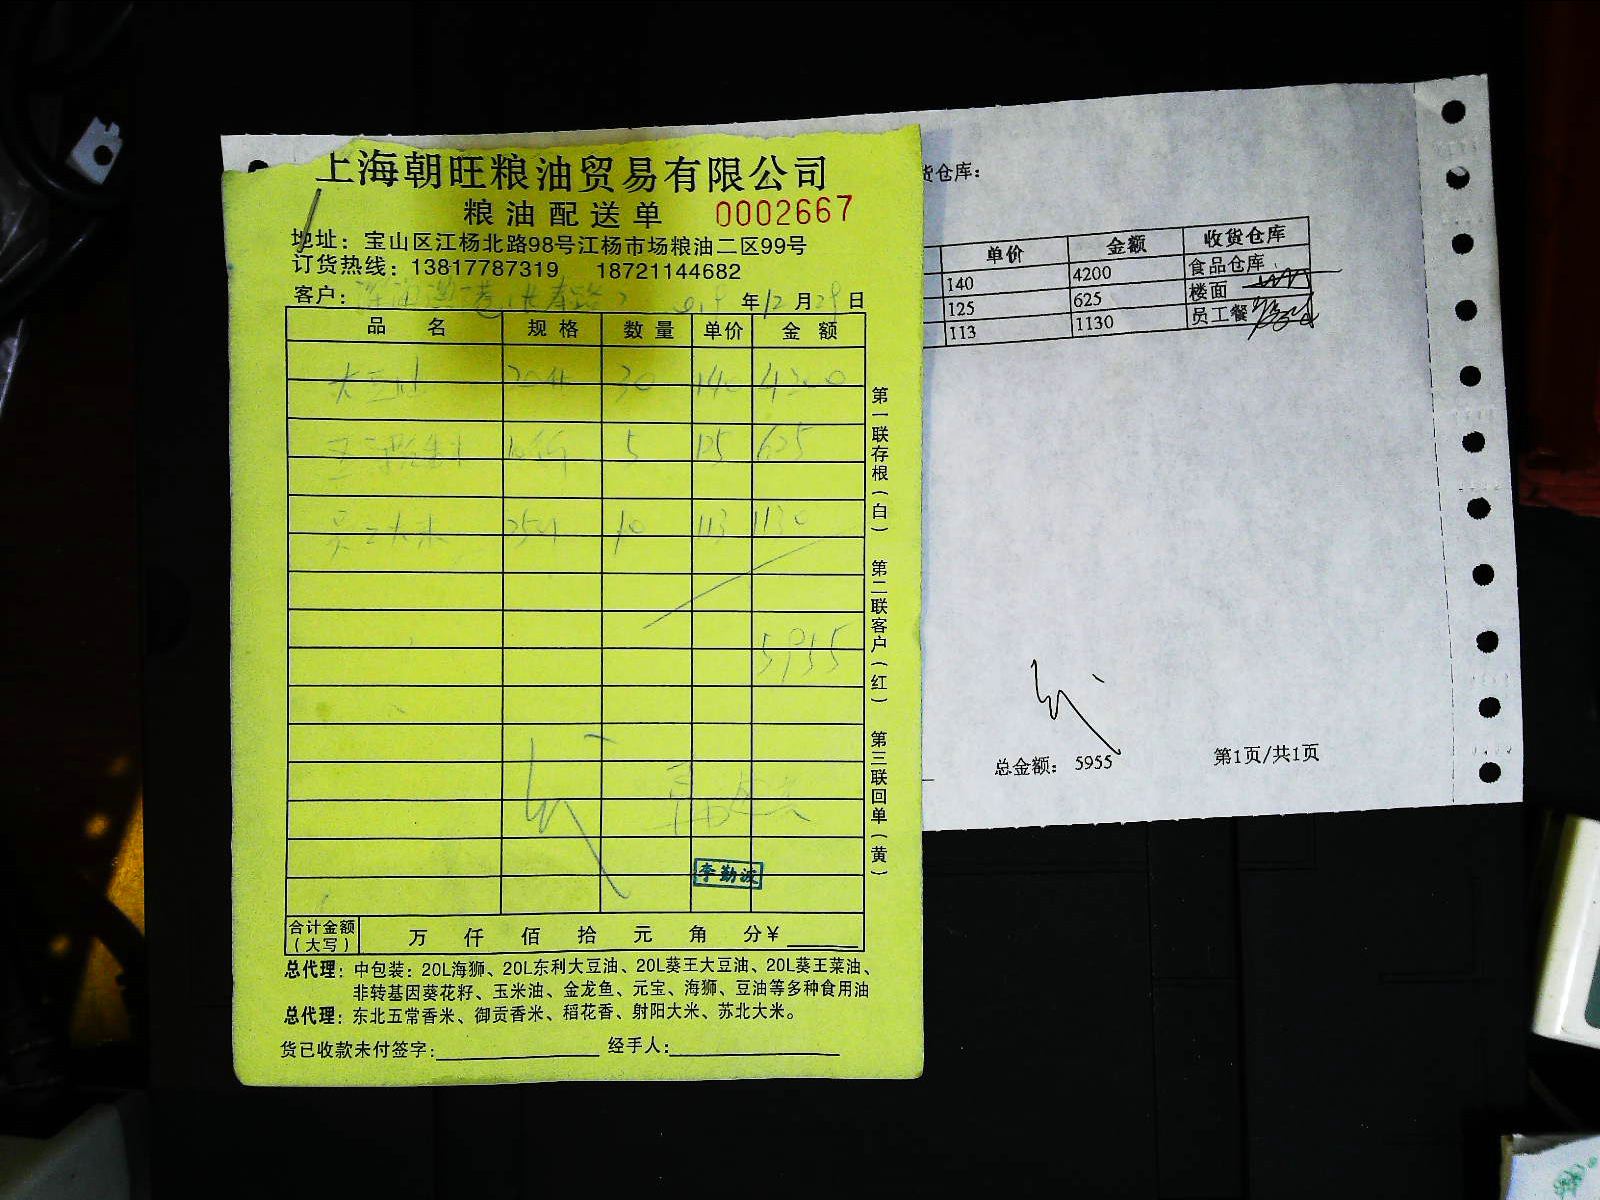 上海朝旺粮油贸易有限公司
粮油配送单 0002667
地址：宝山区江杨北路98号江杨市场粮油二区99号
订货热线：13817787319 18721144682
客户： 年12月29日
品名 规格 数量 单价 金额
大豆油 30 140 4200
5 125 625
大米 10 113 1130
5955
李勤波
合计金额（大写） 万 仟 佰 拾 元 角 分￥
总代理：中包装：20L海狮、20L东利大豆油、20L葵王大豆油、20L葵王菜油、
非转基因葵花籽、玉米油、金龙鱼、元宝、海狮、豆油等多种食用油
总代理：东北五常香米、御贡香米、稻花香、射阳大米、苏北大米。
货已收款未付签字： 经手人：
第一联存根（白）
第二联客户（红）
第三联回单（黄）
货仓库：
单价 金额 收货仓库
140 4200 食品仓库
125 625 楼面
113 1130 员工餐
总金额： 5955 第1页/共1页